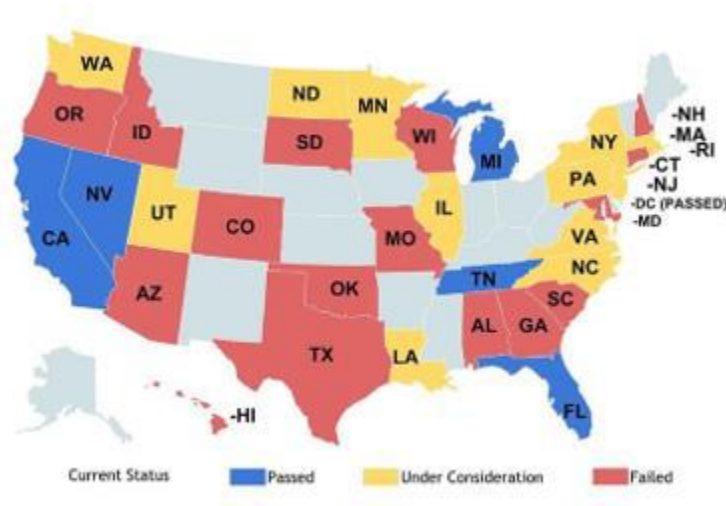 WA
ND
MN
OR
ID
SD
WI
MI
NY
-NH
-MA
-RI
-CT
-NJ
-DC (PASSED)
-MD
NV
UT
CO
CA
IL
PA
MO
VA
NC
AZ
OK
TN
SC
AL
GA
TX
LA
FL
-HI
Current Status
Passed
Under Consideration
Failed